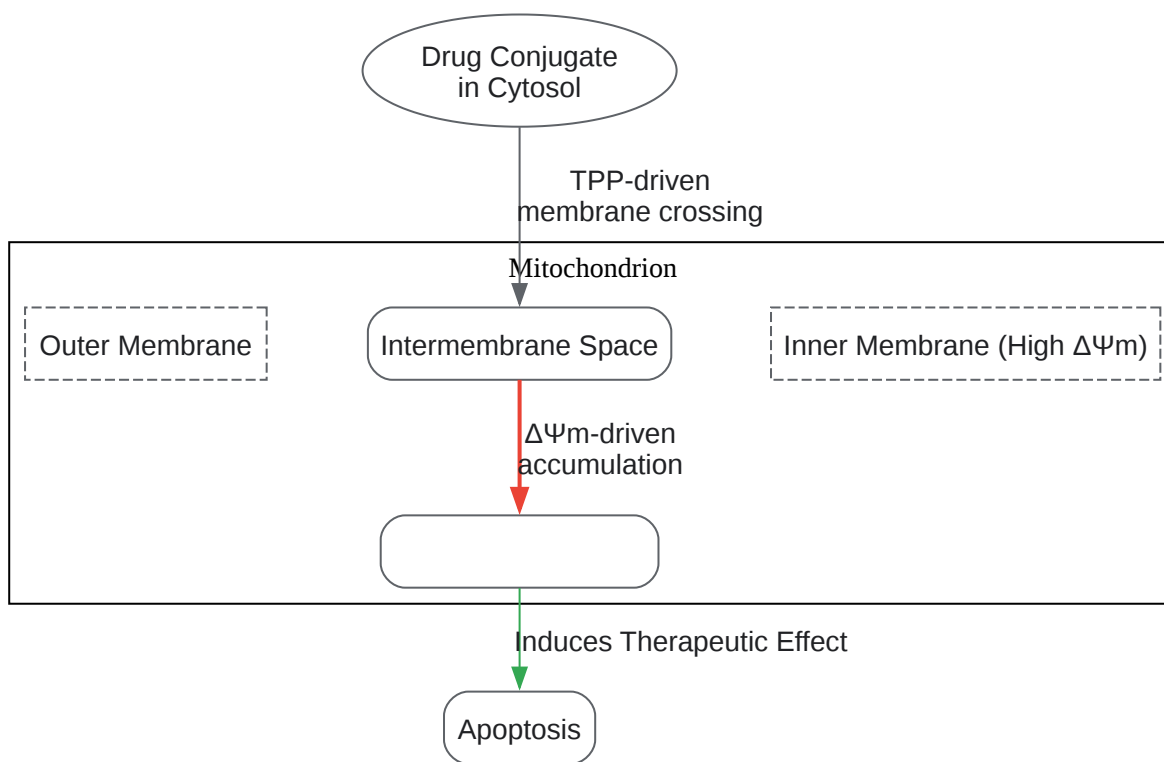 Drug Conjugate
in Cytosol
TPP-driven
membrane crossing
Mitochondrion
Outer Membrane
Intermembrane Space
Inner Membrane (High ΔΨm)
ΔΨm-driven
accumulation
Induces Therapeutic Effect
Apoptosis